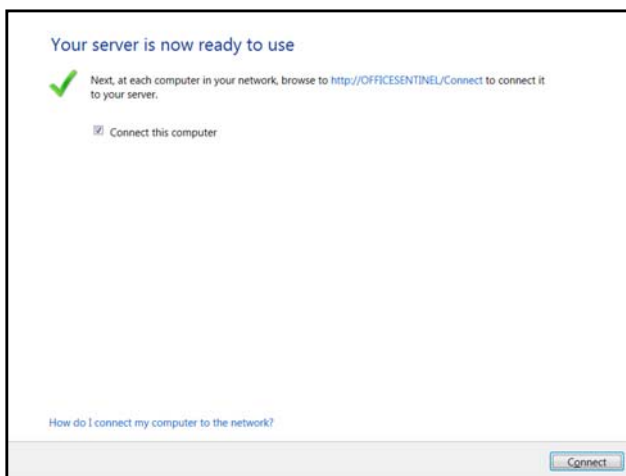 Your server is now ready to use
Next, at each computer in your network, browse to http://OFFICESENTINEL/Connect to connect it
to your server.
Connect this computer
How do I connect my computer to the network?
Connect